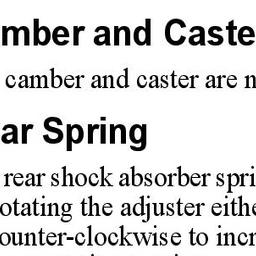 mber and Caste
camber and caster are n
ar Spring
rear shock absorber spri
otating the adjuster eithe
ounter-clockwise to incr